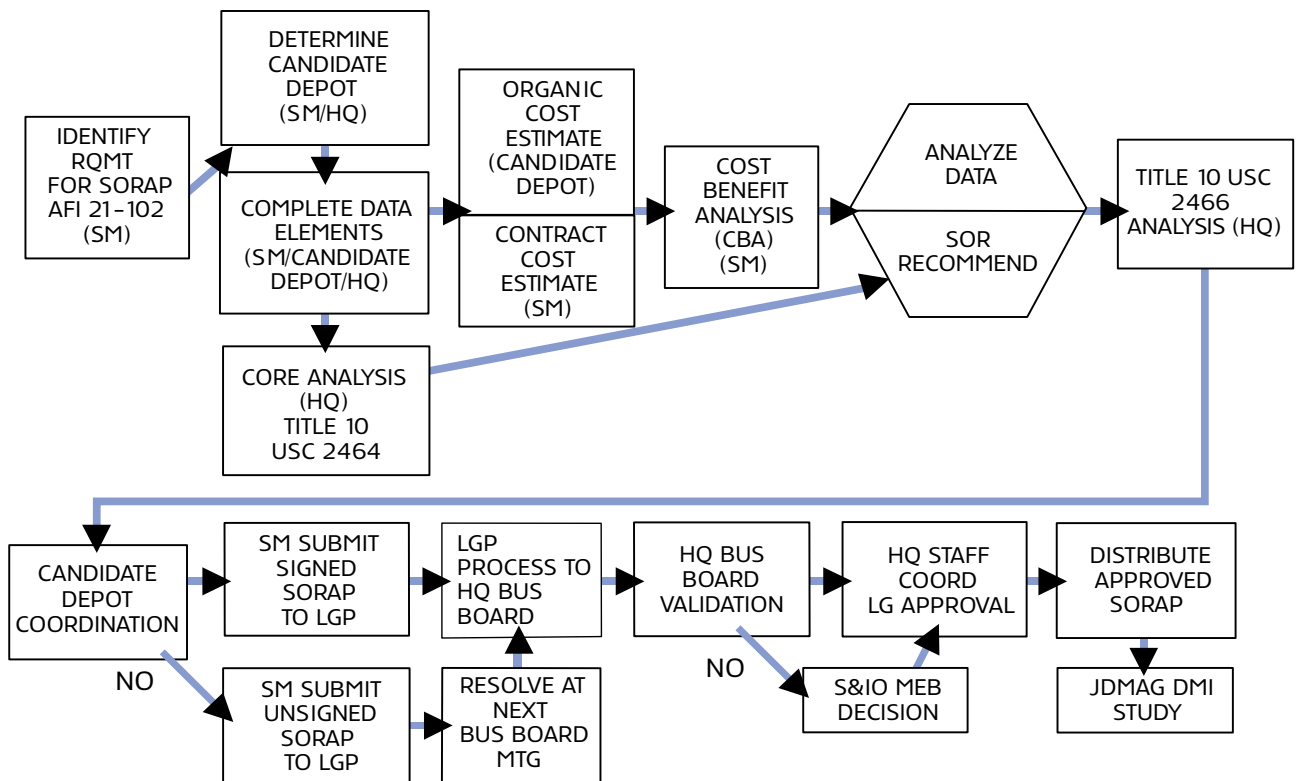 IDENTIFY
RQMT
FOR SORAP
AFI 21-102
(SM)
DETERMINE
CANDIDATE
DEPOT
(SM/HQ)
COMPLETE DATA
ELEMENTS
(SM/CANDIDATE
DEPOT/HQ)
CORE ANALYSIS
(HQ)
TITLE 10
USC 2464
ORGANIC
COST
ESTIMATE
(CANDIDATE
DEPOT)
CONTRACT
COST
ESTIMATE
(SM)
COST
BENEFIT
ANALYSIS
(CBA)
(SM)
ANALYZE
DATA
SOR
RECOMMEND
TITLE 10 USC
2466
ANALYSIS (HQ)
CANDIDATE
DEPOT
COORDINATION
NO
SM SUBMIT
SIGNED
SORAP
TO LGP
SM SUBMIT
UNSIGNED
SORAP
TO LGP
LGP
PROCESS TO
HQ BUS
BOARD
RESOLVE AT
NEXT
BUS BOARD
MTG
HQ BUS
BOARD
VALIDATION
NO
S&IO MEB
DECISION
HQ STAFF
COORD
LG APPROVAL
DISTRIBUTE
APPROVED
SORAP
JDMAG DMI
STUDY